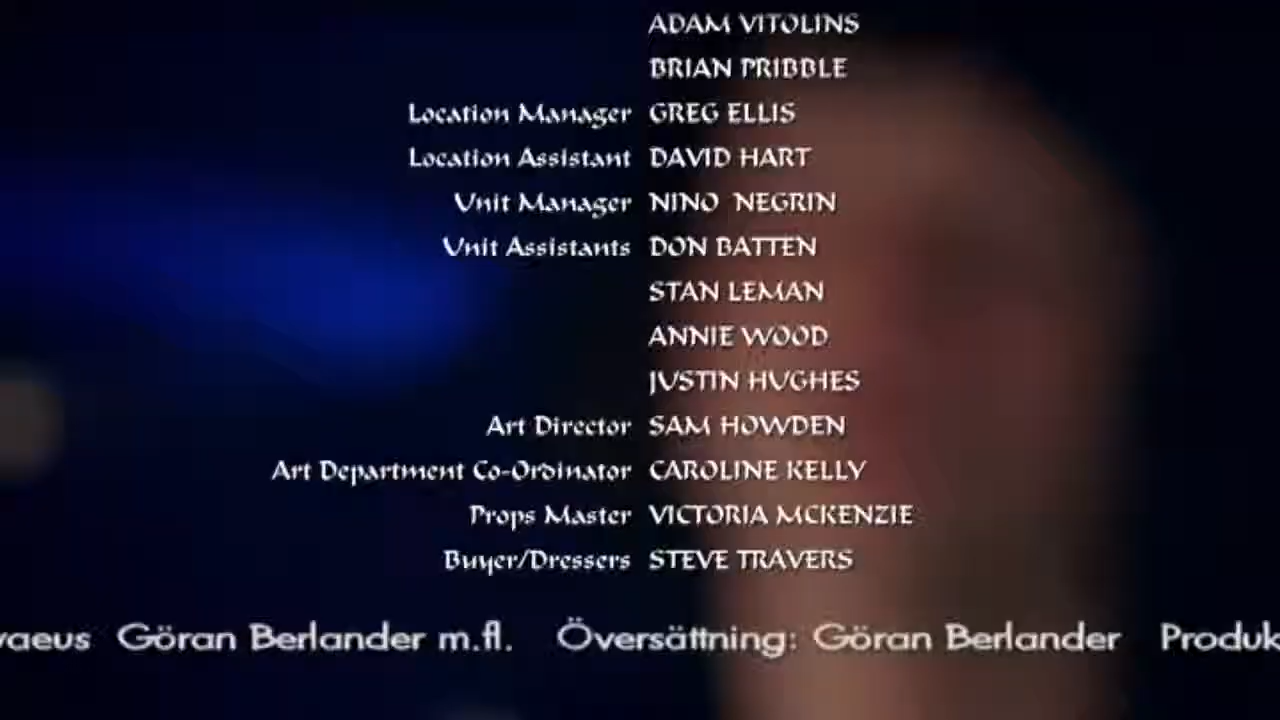 ADAM VITOLINS
BRIAN PRIBBLE
Location Manager GREG ELLIS
Location Assistant DAVID HART
Unit Manager NINO NEGRIN
Unit Assistants DON BATTEN
STAN LEMAN
ANNIE WOOD
JUSTIN HUGHES
Art Director SAM HOWDEN
Art Department Co-Ordinator CAROLINE KELLY
Props Master VICTORIA MCKENZIE
Buyer/Dressers STEVE TRAVERS
vaeus Göran Berlander m.fl. Översättning: Göran Berlander Produk